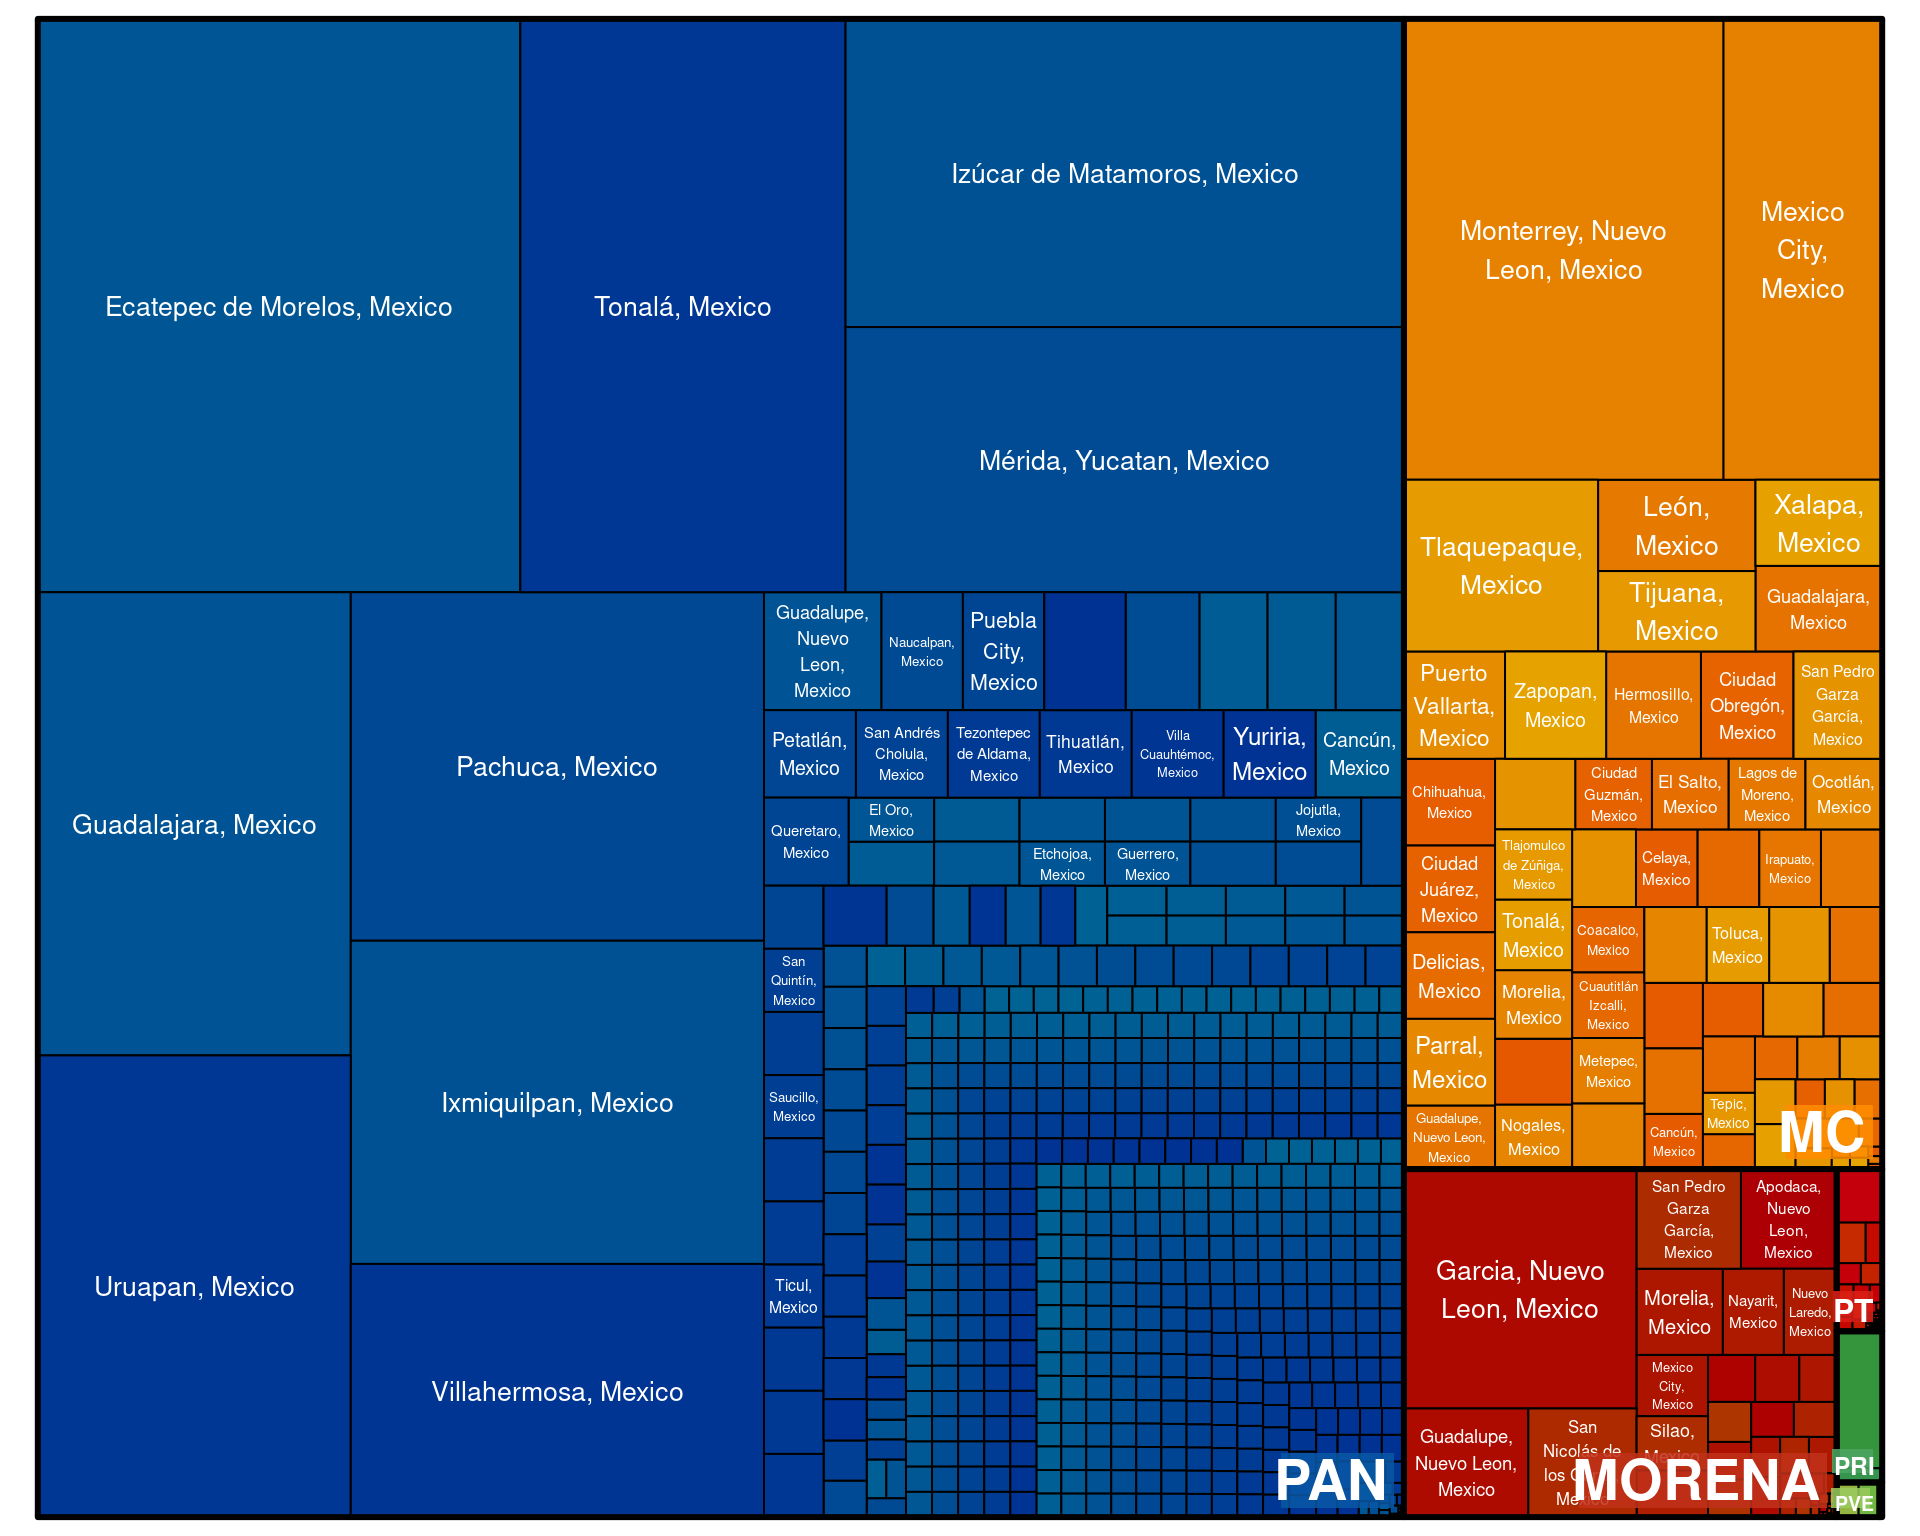 Ecatepec de Morelos, Mexico
Tonalá, Mexico
Izúcar de Matamoros, Mexico
Mérida, Yucatan, Mexico
Guadalajara, Mexico
Uruapan, Mexico
Pachuca, Mexico
Ixmiquilpan, Mexico
Villahermosa, Mexico
Guadalupe,
Nuevo
Leon,
Mexico
Naucalpan,
Mexico
Puebla
City,
Mexico
Petatlán,
Mexico
San Andrés
Cholula,
Mexico
Tezontepec
de Aldama,
Mexico
Tihuatlán,
Mexico
Villa
Cuauhtémoc,
Mexico
Yuriria,
Mexico
Cancún,
Mexico
Queretaro,
Mexico
El Oro,
Mexico
Jojutla,
Mexico
Etchojoa,
Mexico
Guerrero,
Mexico
San
Quintín,
Mexico
Saucillo,
Mexico
Ticul,
Mexico
PAN
Monterrey, Nuevo
Leon, Mexico
Mexico
City,
Mexico
Tlaquepaque,
Mexico
León,
Mexico
Xalapa,
Mexico
Tijuana,
Mexico
Guadalajara,
Mexico
Puerto
Vallarta,
Mexico
Zapopan,
Mexico
Hermosillo,
Mexico
Ciudad
Obregón,
Mexico
San Pedro
Garza
García,
Mexico
Chihuahua,
Mexico
Ciudad
Guzmán,
Mexico
El Salto,
Mexico
Lagos de
Moreno,
Mexico
Ocotlán,
Mexico
Ciudad
Juárez,
Mexico
Tlajomulco
de Zúñiga,
Mexico
Celaya,
Mexico
Irapuato,
Mexico
Tonalá,
Mexico
Coacalco,
Mexico
Toluca,
Mexico
Delicias,
Mexico
Morelia,
Mexico
Cuautitlán
Izcalli,
Mexico
Parral,
Mexico
Metepec,
Mexico
Tepic,
Mexico
Guadalupe,
Nuevo Leon,
Mexico
Nogales,
Mexico
Cancún,
Mexico
MC
Garcia, Nuevo
Leon, Mexico
San Pedro
Garza
García,
Mexico
Apodaca,
Nuevo
Leon,
Mexico
Morelia,
Mexico
Nayarit,
Mexico
Nuevo
Laredo,
Mexico
Mexico
City,
Mexico
Guadalupe,
Nuevo Leon,
Mexico
San
Nicolás de
los
Silao,
MORENA
PT
PRI
PVE